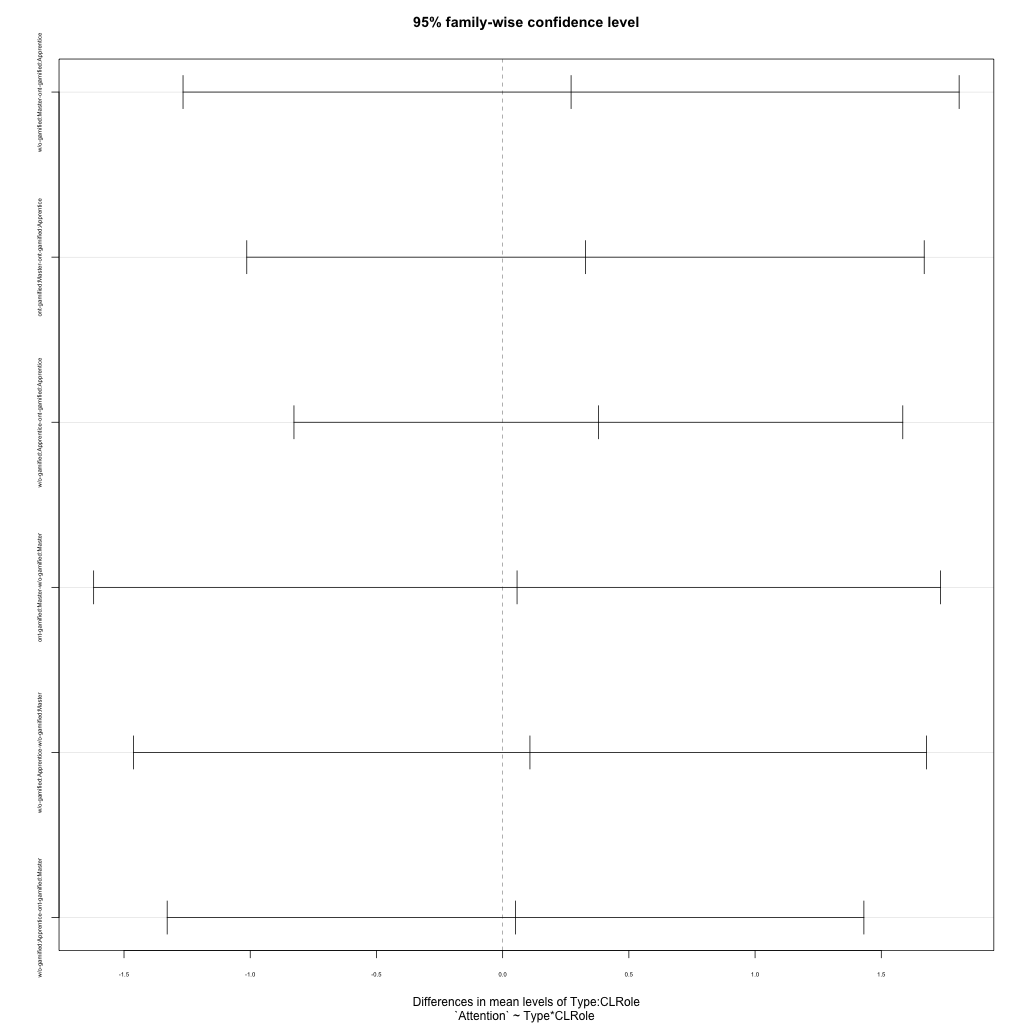 95% family-wise confidence level
w/o-gamified:Master-ont-gamified:Apprentice
ont-gamified:Master-ont-gamified:Apprentice
w/o-gamified:Apprentice-ont-gamified:Apprentice
ont-gamified:Master-w/o-gamified:Master
w/o-gamified:Apprentice-w/o-gamified:Master
w/o-gamified:Apprentice-ont-gamified:Master
-1.5 -1.0 -0.5 0.0 0.5 1.0 1.5
Differences in mean levels of Type:CLRole
`Attention` ~ Type*CLRole